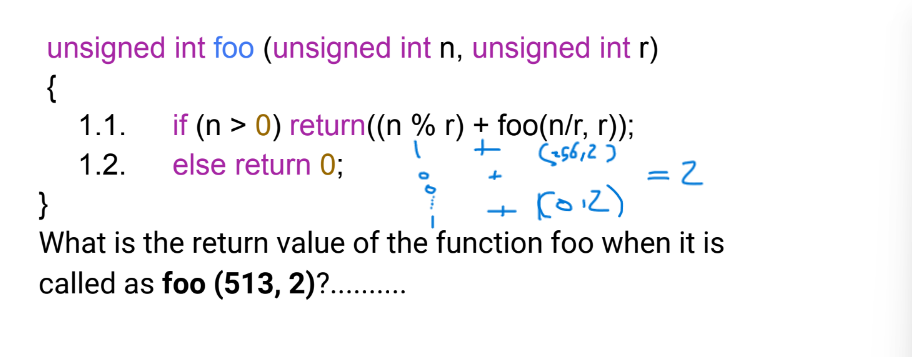 unsigned int foo (unsigned int n, unsigned int r)
{
1.1. if (n > 0) return((n % r) + foo(n/r, r));
1 + (256,2)
1.2. else return 0;
0 +
= 2
0
} 1 + (0,2)
What is the return value of the function foo when it is
called as foo (513, 2)?..........